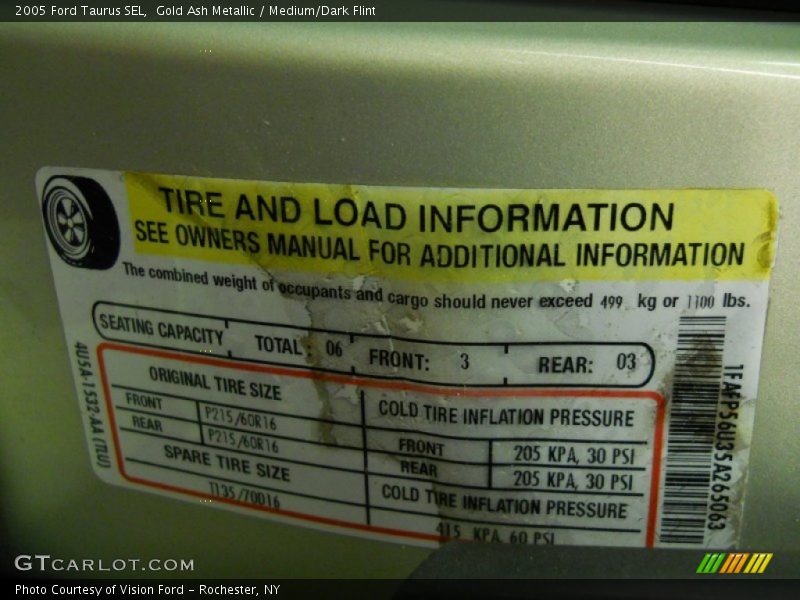 2005 Ford Taurus SEL,  Gold Ash Metallic / Medium/Dark Flint
TIRE AND LOAD INFORMATION
SEE OWNERS MANUAL FOR ADDITIONAL INFORMATION
The combined weight of occupants and cargo should never exceed 499 kg or 1100 lbs.
SEATING CAPACITY TOTAL: 06 FRONT: 3 REAR: 03
ORIGINAL TIRE SIZE COLD TIRE INFLATION PRESSURE
FRONT P215/60R16 FRONT 205 KPA, 30 PSI
REAR P215/60R16 REAR 205 KPA, 30 PSI
SPARE TIRE SIZE COLD TIRE INFLATION PRESSURE
T135/70D16 415 KPA, 60 PSI
4U5A-1532-AA (TLU)
1FAFP56U35A265063
GTCARLOT.COM
Photo Courtesy of Vision Ford - Rochester, NY